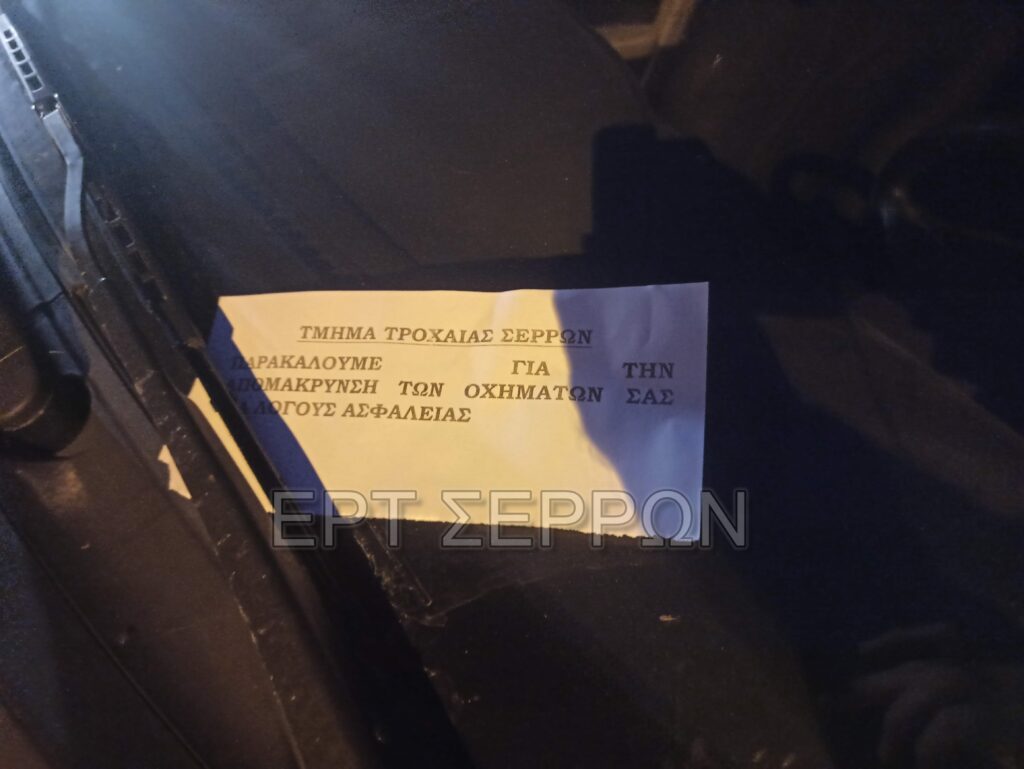 ΤΜΗΜΑ ΤΡΟΧΑΙΑΣ ΣΕΡΡΩΝ
ΠΑΡΑΚΑΛΟΥΜΕ ΓΙΑ ΤΗΝ
ΑΠΟΜΑΚΡΥΝΣΗ ΤΩΝ ΟΧΗΜΑΤΩΝ ΣΑΣ
ΛΟΓΟΥΣ ΑΣΦΑΛΕΙΑΣ
ΕΡΤ ΣΕΡΡΩΝ